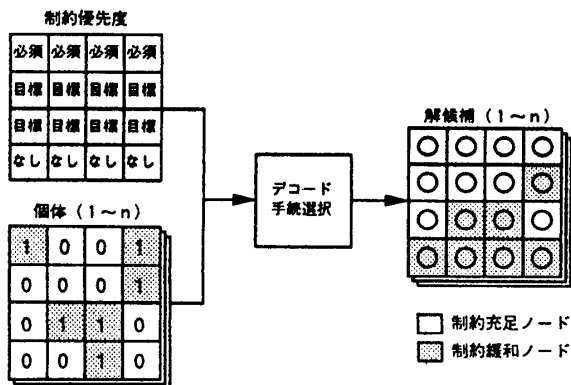 制約優先度
必須 必須 必須 必須
目標 目標 目標 目標
目標 目標 目標 目標
なし なし なし なし
個体（1～n）
1 0 0 1
0 0 0 1
0 1 1 0
0 0 1 0
デコード
手続選択
解候補（1～n）
○ ○ ○ ○
○ ○ ○ ○
○ ○ ○ ○
○ ○ ○ ○
制約充足ノード
制約緩和ノード